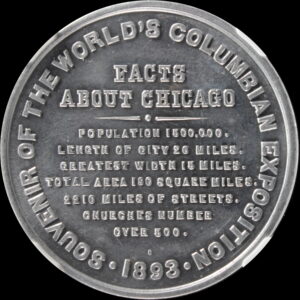 SOUVENIR OF THE WORLD'S COLUMBIAN EXPOSITION
• 1893 •
FACTS
ABOUT CHICAGO
POPULATION 1500,000.
LENGTH OF CITY 26 MILES.
GREATEST WIDTH 15 MILES.
TOTAL AREA 180 SQUARE MILES.
2210 MILES OF STREETS.
CHURCHES NUMBER
OVER 500.